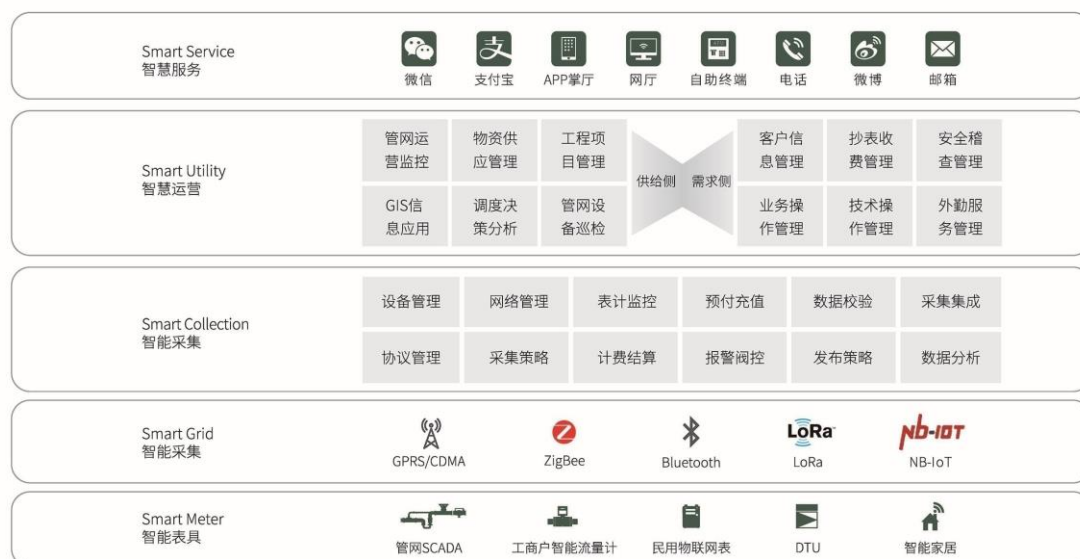 Smart Service
智慧服务
微信
支付宝
APP掌厅
网厅
自助终端
电话
微博
邮箱
Smart Utility
智慧运营
管网运
营监控
物资供
应管理
工程项
目管理
GIS信
息应用
调度决
策分析
管网设
备巡检
供给侧
需求侧
客户信
息管理
抄表收
费管理
安全稽
查管理
业务操
作管理
技术操
作管理
外勤服
务管理
Smart Collection
智能采集
设备管理
网络管理
表计监控
预付充值
数据校验
采集集成
协议管理
采集策略
计费结算
报警阀控
发布策略
数据分析
Smart Grid
智能采集
GPRS/CDMA
ZigBee
Bluetooth
LoRa
LoRa
Nb-IOT
NB-IoT
Smart Meter
智能表具
管网SCADA
工商户智能流量计
民用物联网表
DTU
智能家居